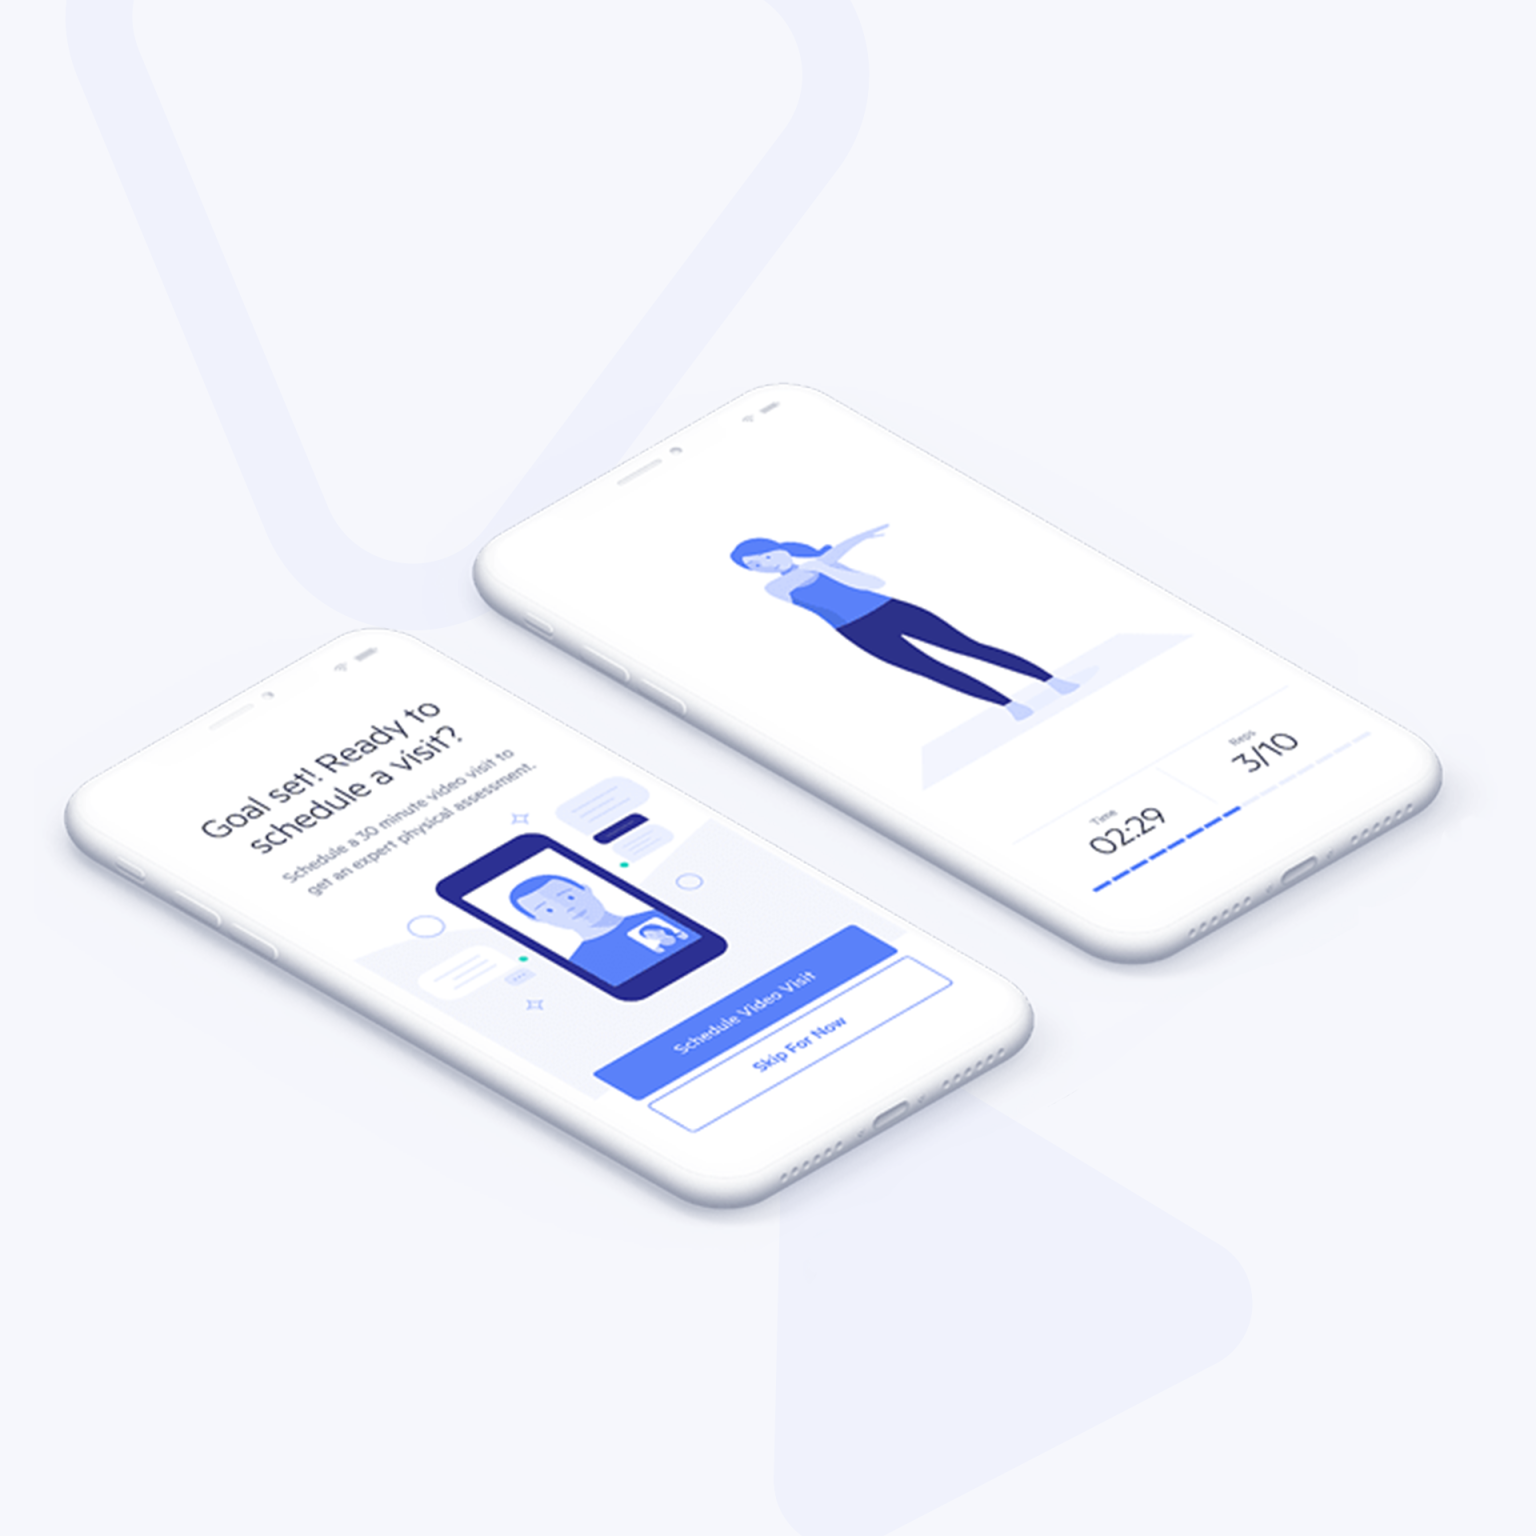 Goal set! Ready to
schedule a visit?
Schedule a 30 minute video visit to
get an expert physical assessment.
Schedule Video Visit
Skip For Now
Time
02:29
Reps
3/10